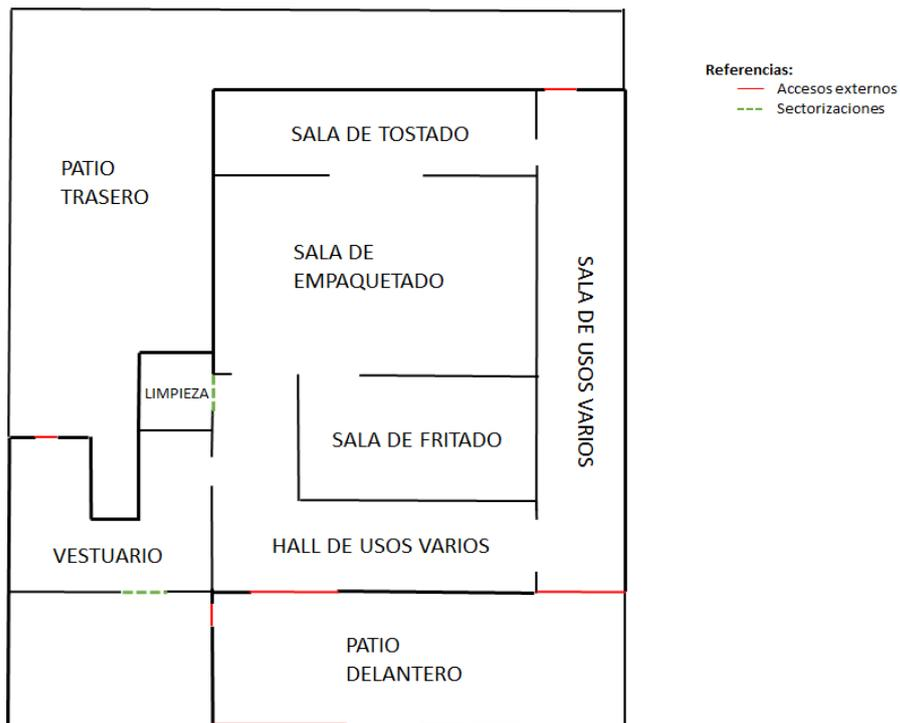 Referencias:
Accesos externos
Sectorizaciones
SALA DE TOSTADO
PATIO
TRASERO
SALA DE
EMPAQUETADO
SALA DE USOS VARIOS
LIMPIEZA
SALA DE FRITADO
VESTUARIO
HALL DE USOS VARIOS
PATIO
DELANTERO